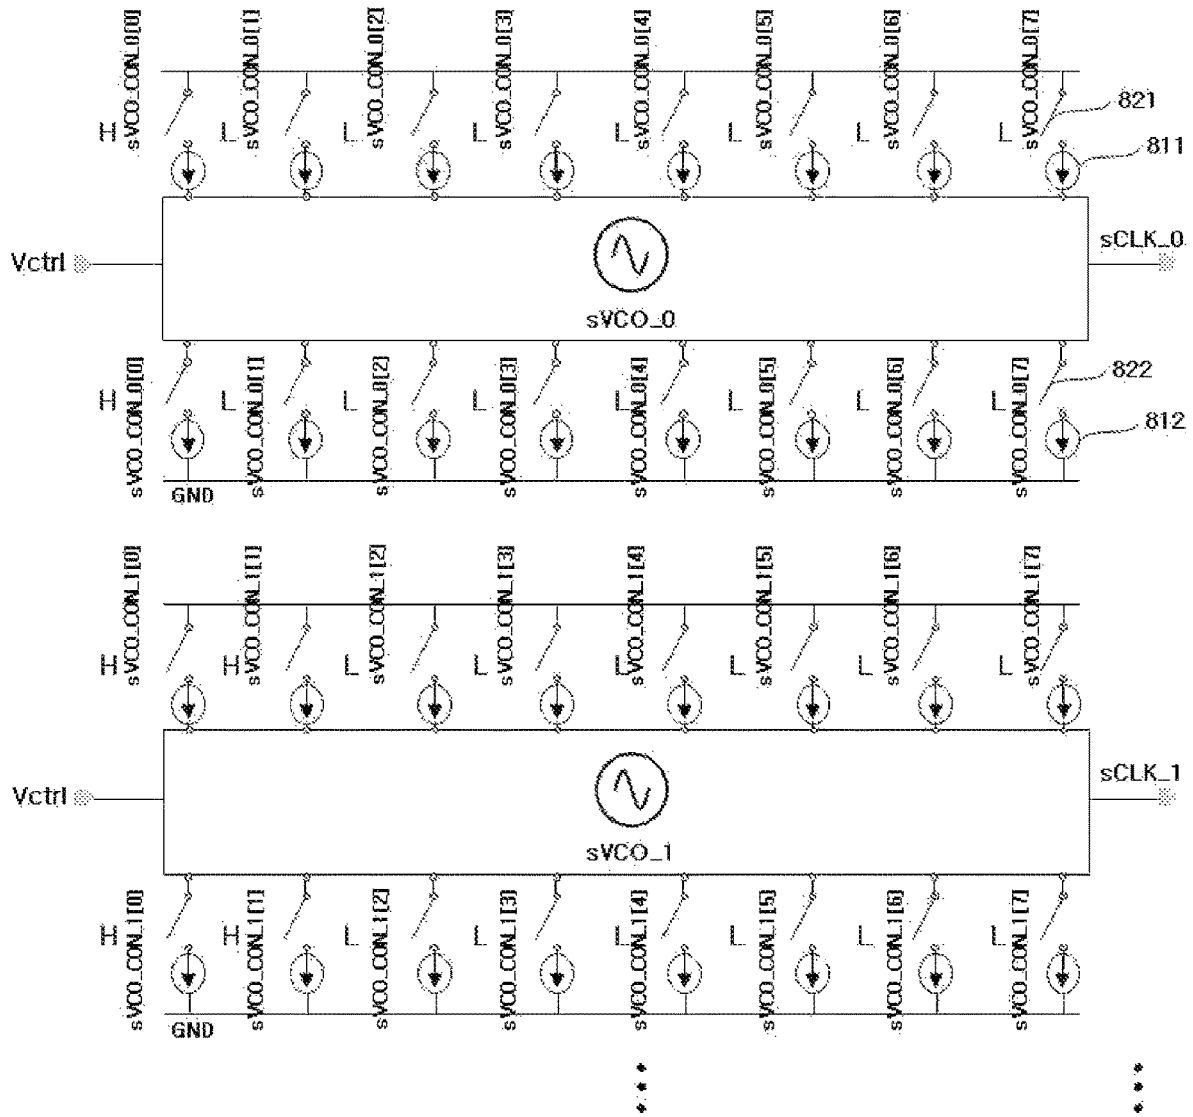 sVCO_CON_0[0] sVCO_CON_0[1] sVCO_CON_0[2] sVCO_CON_0[3] sVCO_CON_0[4] sVCO_CON_0[5] sVCO_CON_0[6] sVCO_CON_0[7]
H L L L L L L L
821
811
Vctrl
sVCO_0
sCLK_0
sVCO_CON_0[0] sVCO_CON_0[1] sVCO_CON_0[2] sVCO_CON_0[3] sVCO_CON_0[4] sVCO_CON_0[5] sVCO_CON_0[6] sVCO_CON_0[7]
H L L L L L L L
822
812
GND
sVCO_CON_1[0] sVCO_CON_1[1] sVCO_CON_1[2] sVCO_CON_1[3] sVCO_CON_1[4] sVCO_CON_1[5] sVCO_CON_1[6] sVCO_CON_1[7]
H H L L L L L L
Vctrl
sVCO_1
sCLK_1
sVCO_CON_1[0] sVCO_CON_1[1] sVCO_CON_1[2] sVCO_CON_1[3] sVCO_CON_1[4] sVCO_CON_1[5] sVCO_CON_1[6] sVCO_CON_1[7]
H H L L L L L L
GND